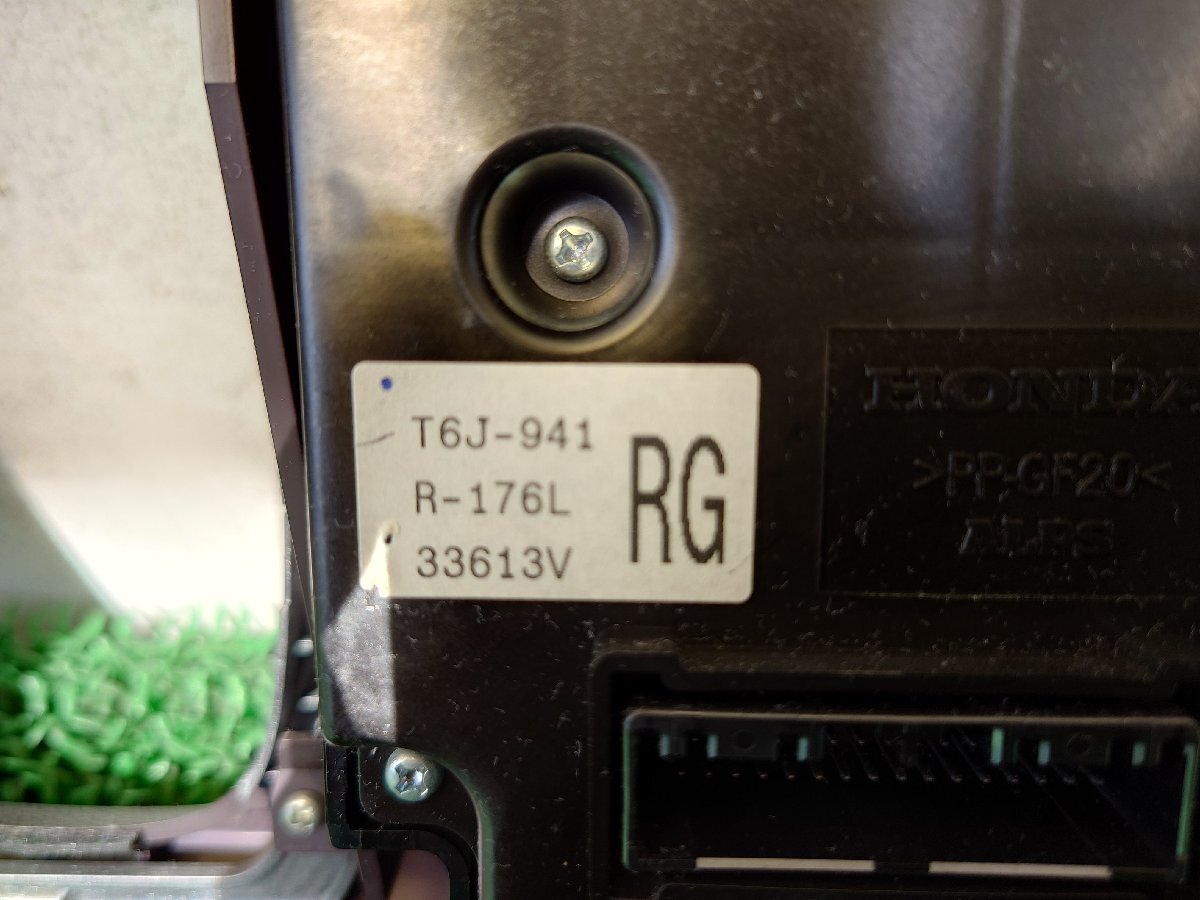 T6J-941
R-176L
33613V
RG
HONDA
>PP-GF20<
ALPS